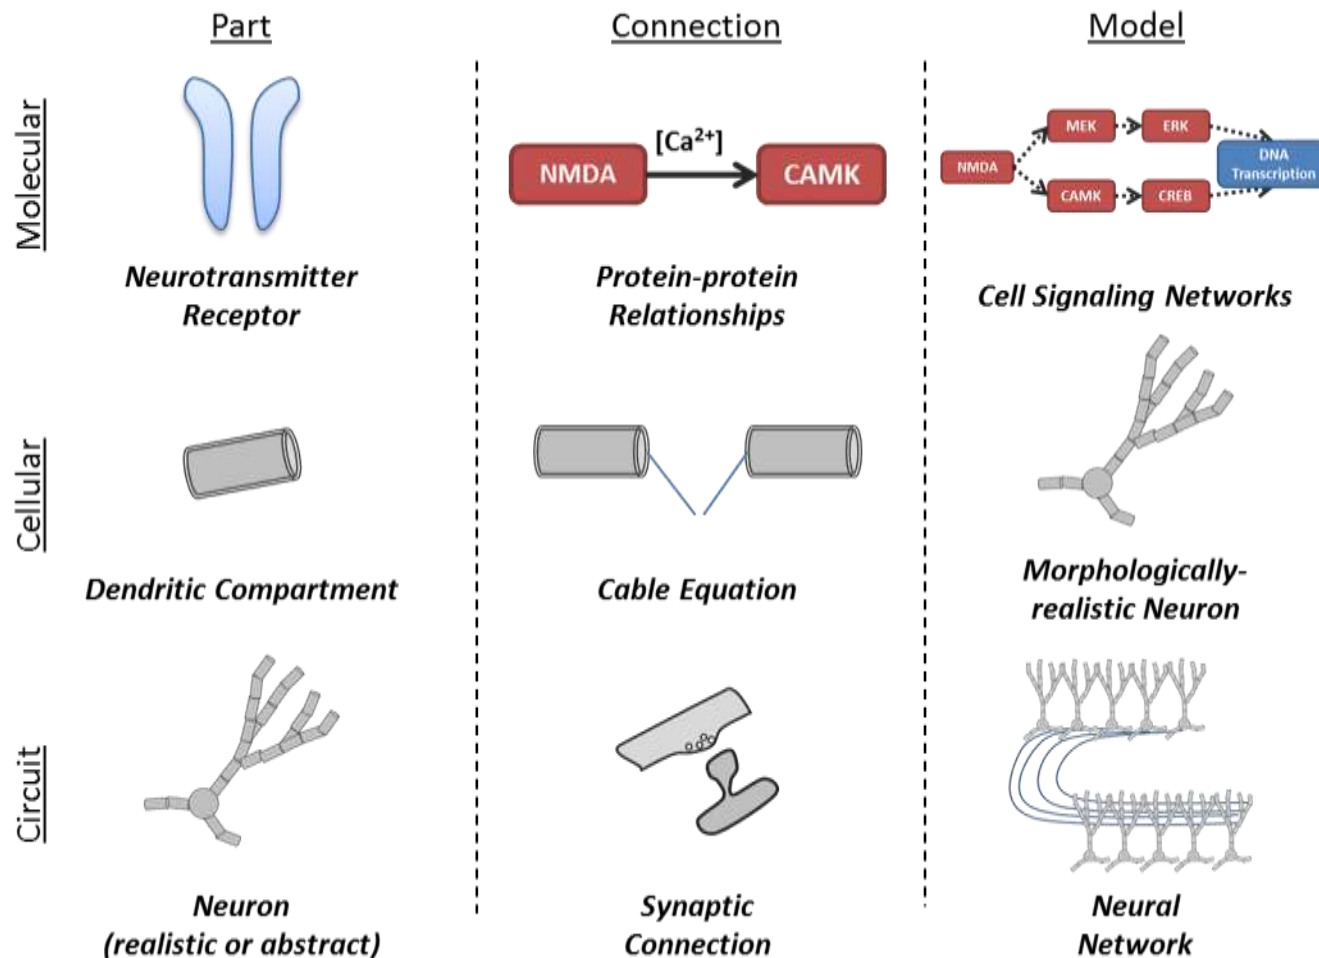 Part
Connection
Model
Molecular
[Ca²⁺]
NMDA
CAMK
MEK
ERK
NMDA
DNA
Transcription
CAMK
CREB
Neurotransmitter
Receptor
Protein-protein
Relationships
Cell Signaling Networks
Cellular
Dendritic Compartment
Cable Equation
Morphologically-
realistic Neuron
Circuit
Neuron
(realistic or abstract)
Synaptic
Connection
Neural
Network